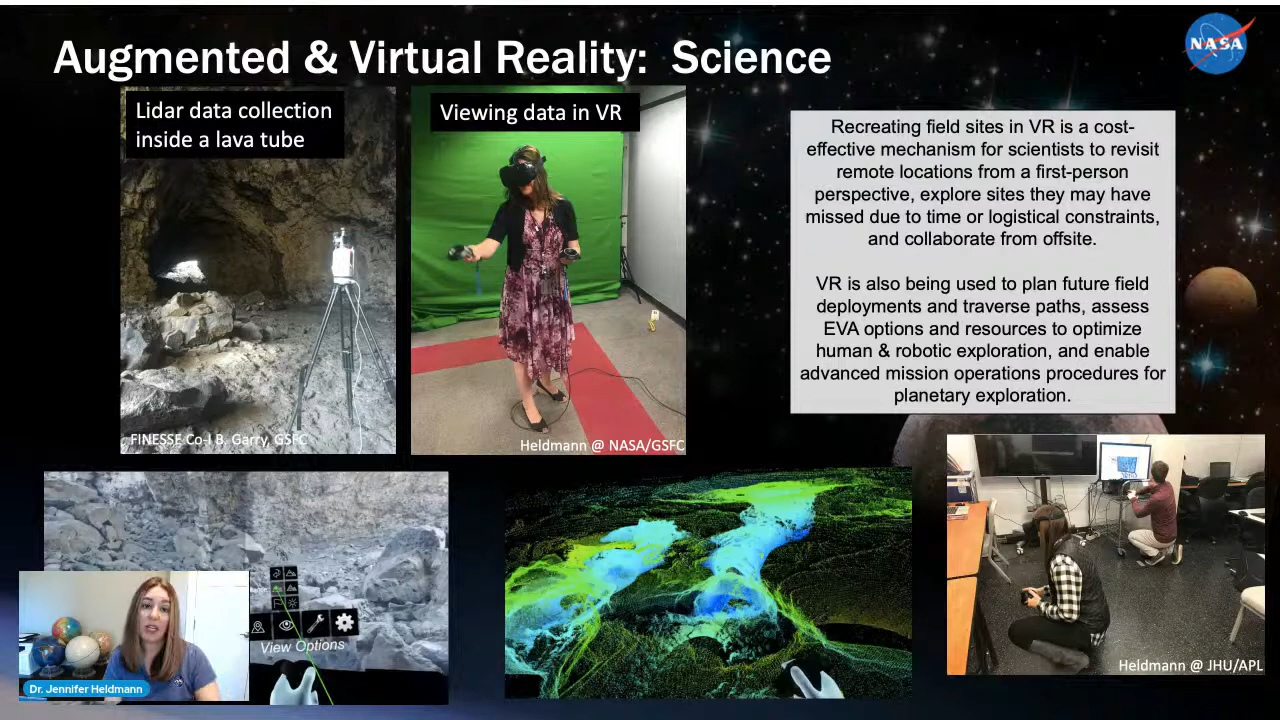 Augmented & Virtual Reality: Science
NASA
Lidar data collection
inside a lava tube
Viewing data in VR
Recreating field sites in VR is a cost-
effective mechanism for scientists to revisit
remote locations from a first-person
perspective, explore sites they may have
missed due to time or logistical constraints,
and collaborate from offsite.
VR is also being used to plan future field
deployments and traverse paths, assess
EVA options and resources to optimize
human & robotic exploration, and enable
advanced mission operations procedures for
planetary exploration.
FINESSE Co-I B. Garry, GSFC
Heldmann @ NASA/GSFC
View Options
Dr. Jennifer Heldmann
Heldmann @ JHU/APL